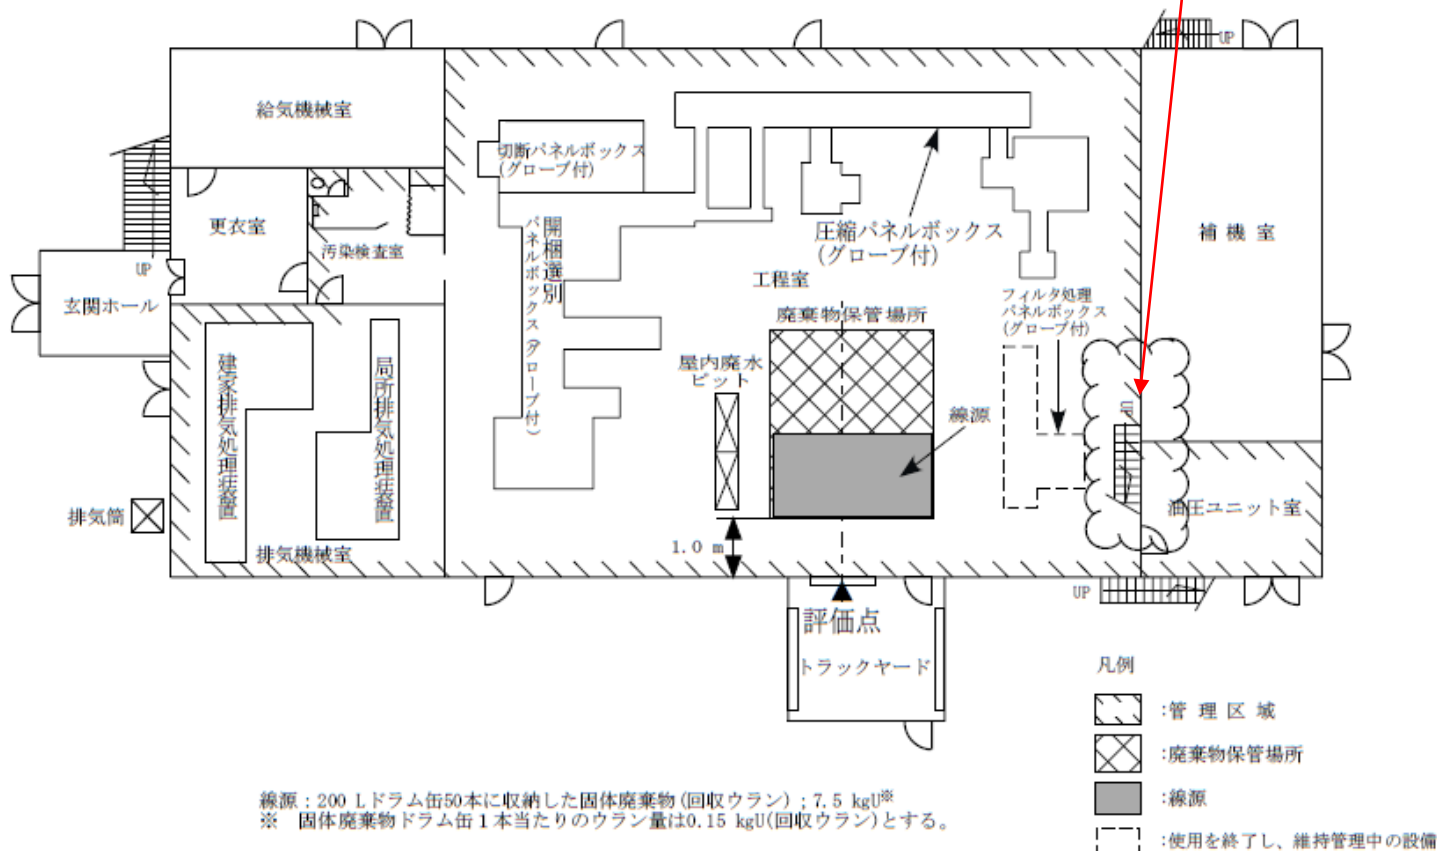 UP
給気機械室
切断パネルボックス
(グローブ付)
更衣室
汚染検査室
UP
玄関ホール
開梱選別
パネルボックス(グローブ付)
圧縮パネルボックス
(グローブ付)
工程室
補機室
フィルタ処理
パネルボックス
(グローブ付)
廃棄物保管場所
屋内廃水
ピット
建家排気処理装置
局所排気処理装置
線源
UP
油圧ユニット室
排気筒
排気機械室
1.0 m
UP
評価点
トラックヤード
凡例
:管理区域
:廃棄物保管場所
:線源
:使用を終了し、維持管理中の設備
線源；200 Lドラム缶50本に収納した固体廃棄物(回収ウラン)；7.5 kgU※
※ 固体廃棄物ドラム缶１本当たりのウラン量は0.15 kgU(回収ウラン)とする。